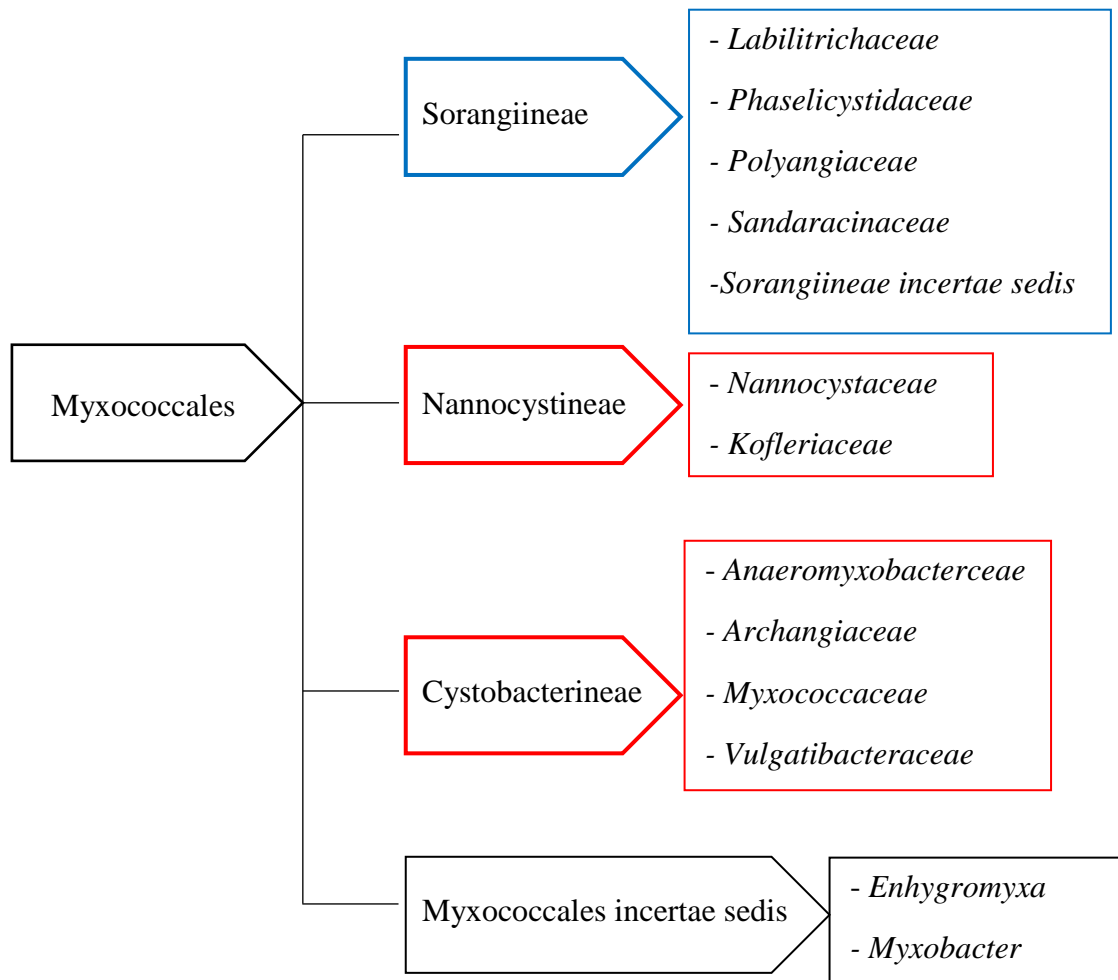 Myxococcales
Sorangiineae
- Labilitrichaceae
- Phaselicystidaceae
- Polyangiaceae
- Sandaracinaceae
-Sorangiineae incertae sedis
Nannocystineae
- Nannocystaceae
- Kofleriaceae
Cystobacterineae
- Anaeromyxobacterceae
- Archangiaceae
- Myxococcaceae
- Vulgatibacteraceae
Myxococcales incertae sedis
- Enhygromyxa
- Myxobacter